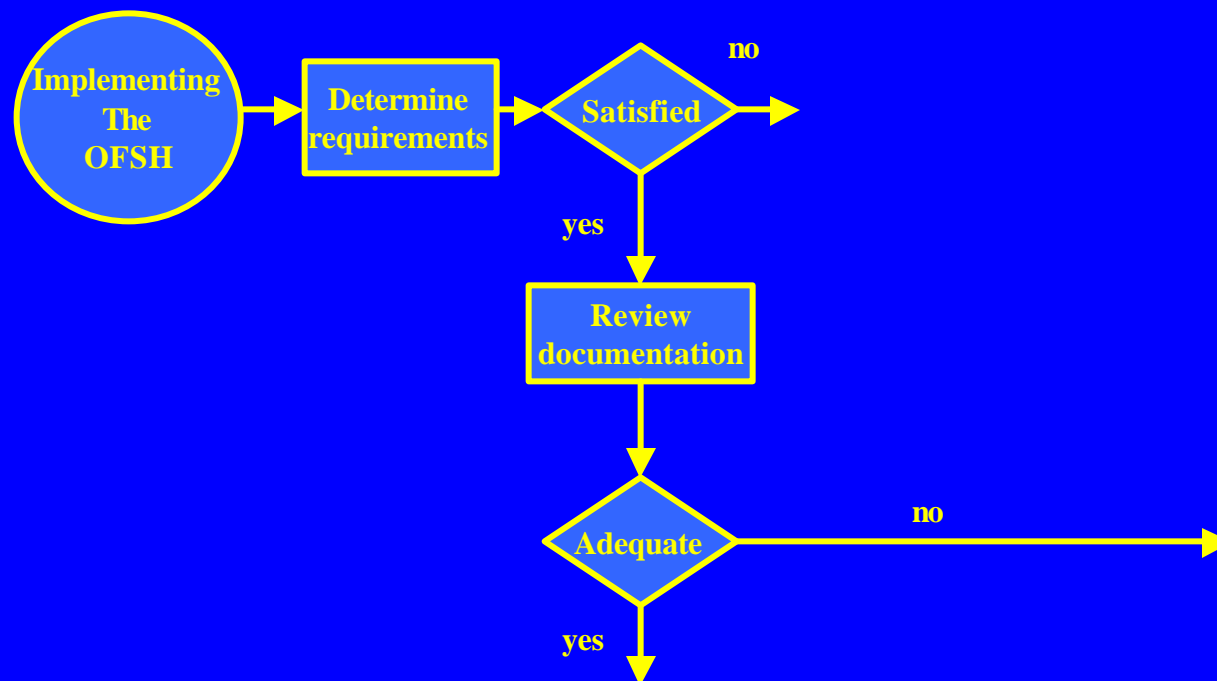 Implementing
The
OFSH
Determine
requirements
Satisfied
no
yes
Review
documentation
Adequate
no
yes